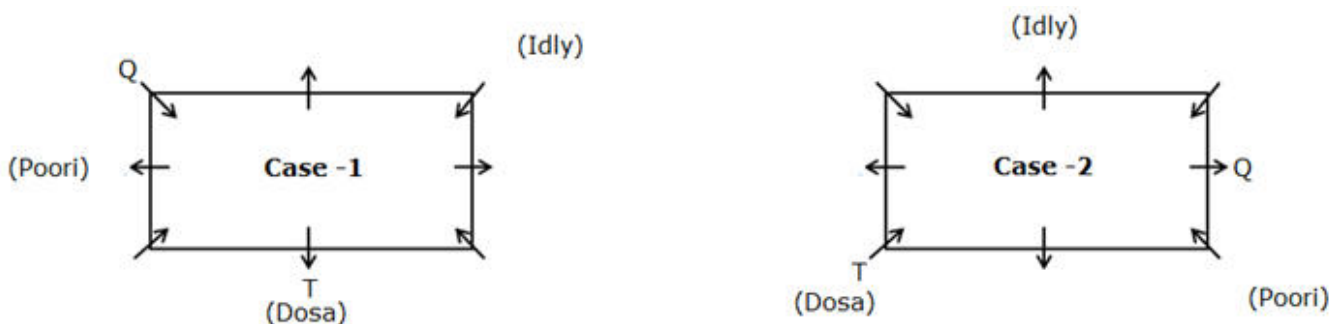 Q
(Idly)
(Poori)
Case -1
T
(Dosa)
(Idly)
Case -2
Q
T
(Dosa)
(Poori)